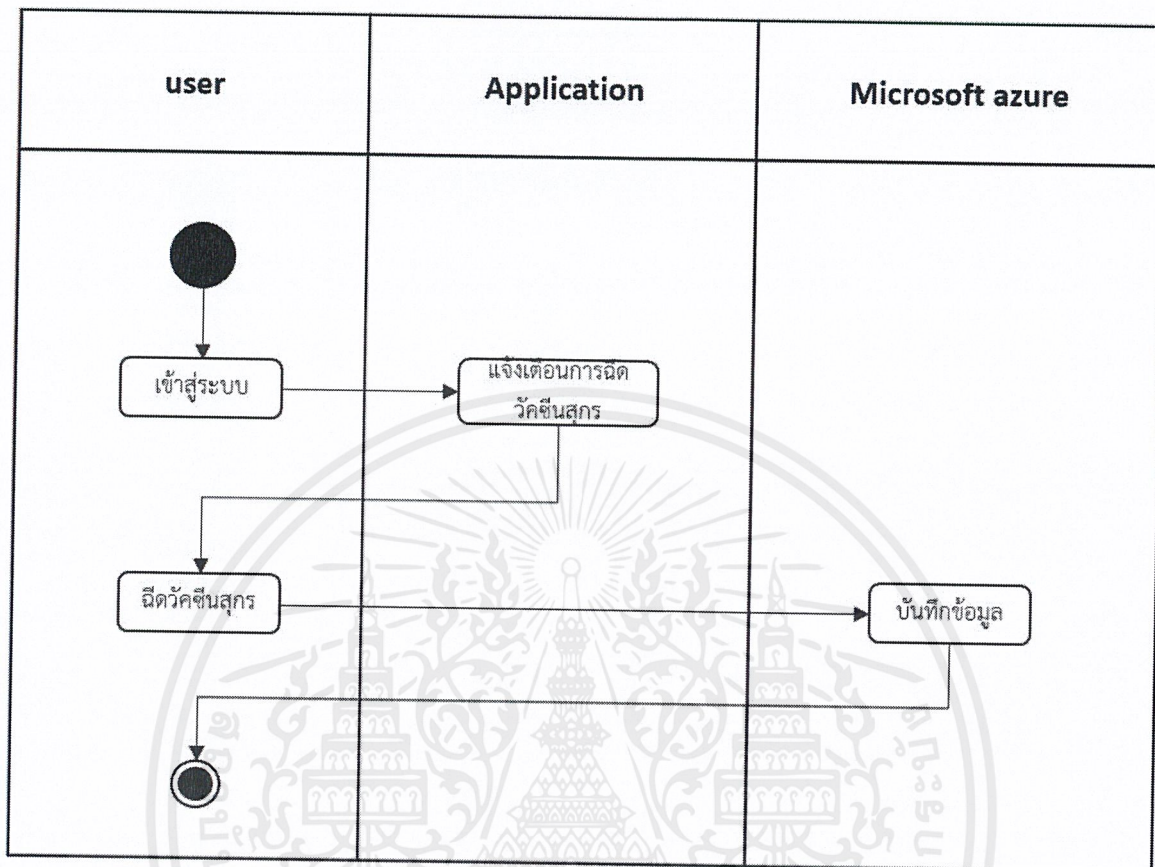 user
Application
Microsoft azure
เข้าสู่ระบบ
แจ้งเตือนการฉีด
วัคซีนสุกร
ฉีดวัคซีนสุกร
บันทึกข้อมูล